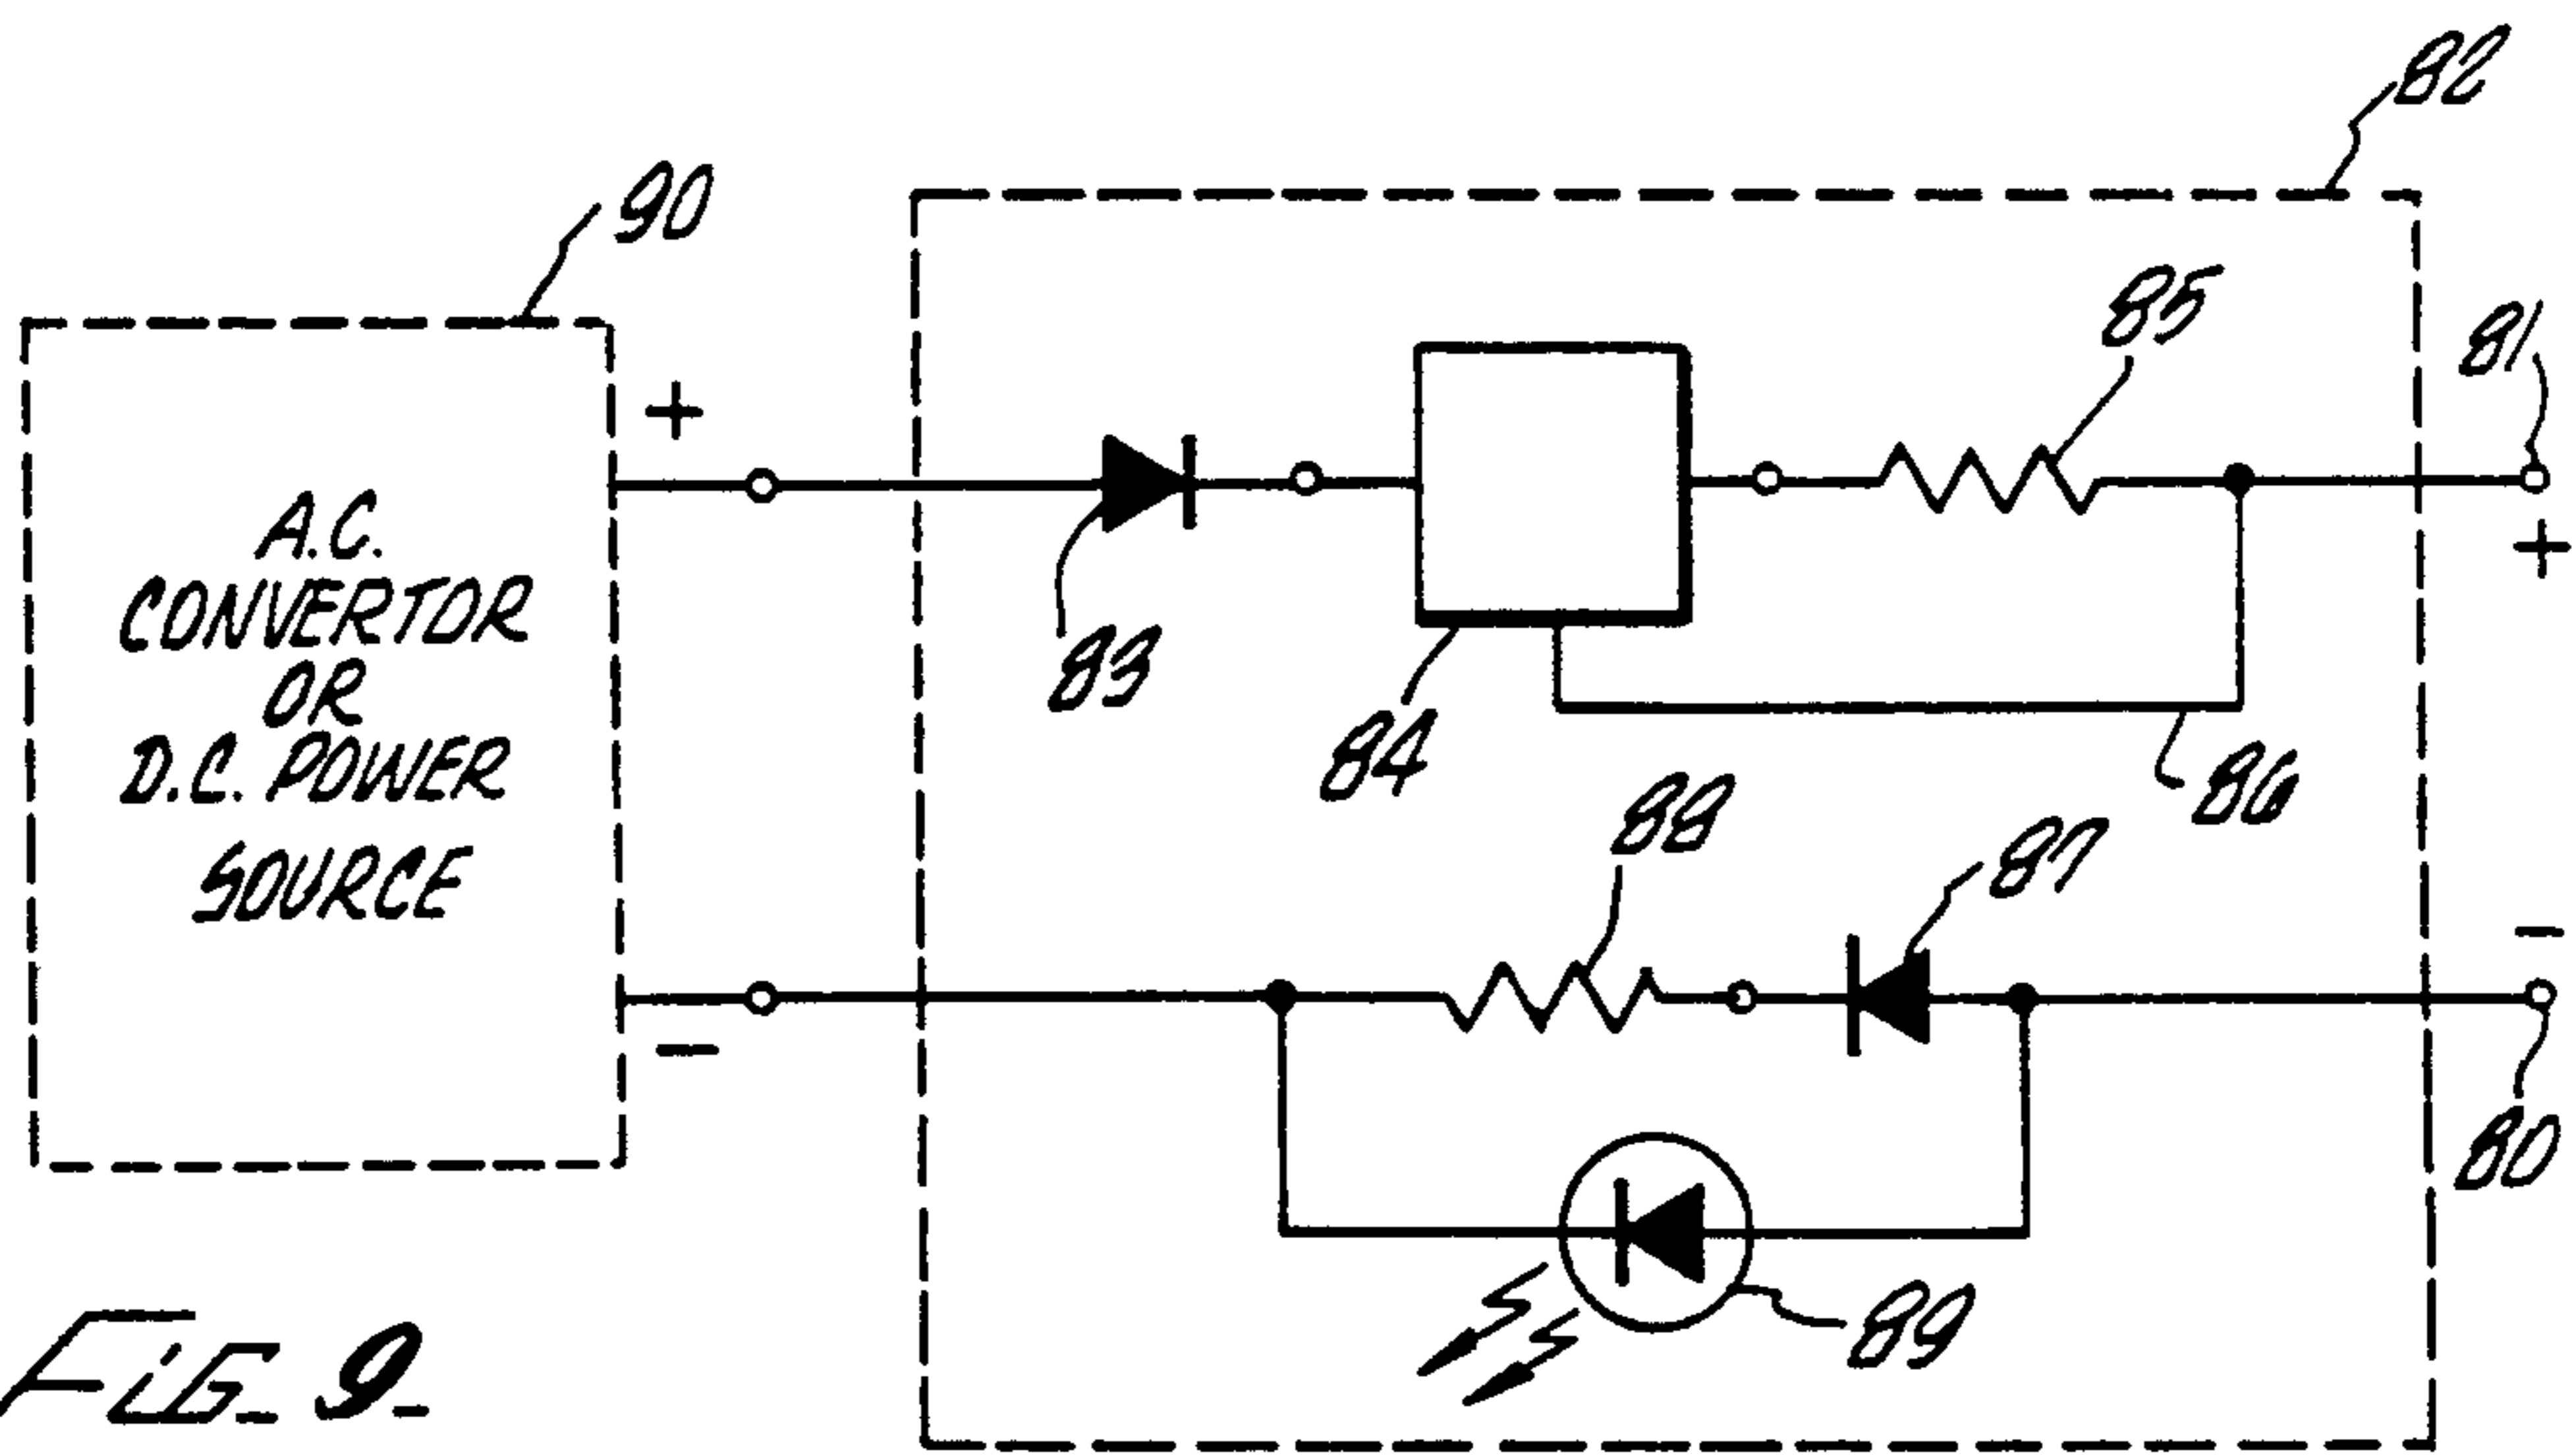 82
90
85
81
+
+
A.C.
CONVERTOR
OR
D.C. POWER
SOURCE
83
84
86
88
87
-
-
80
89
FIG. 9.